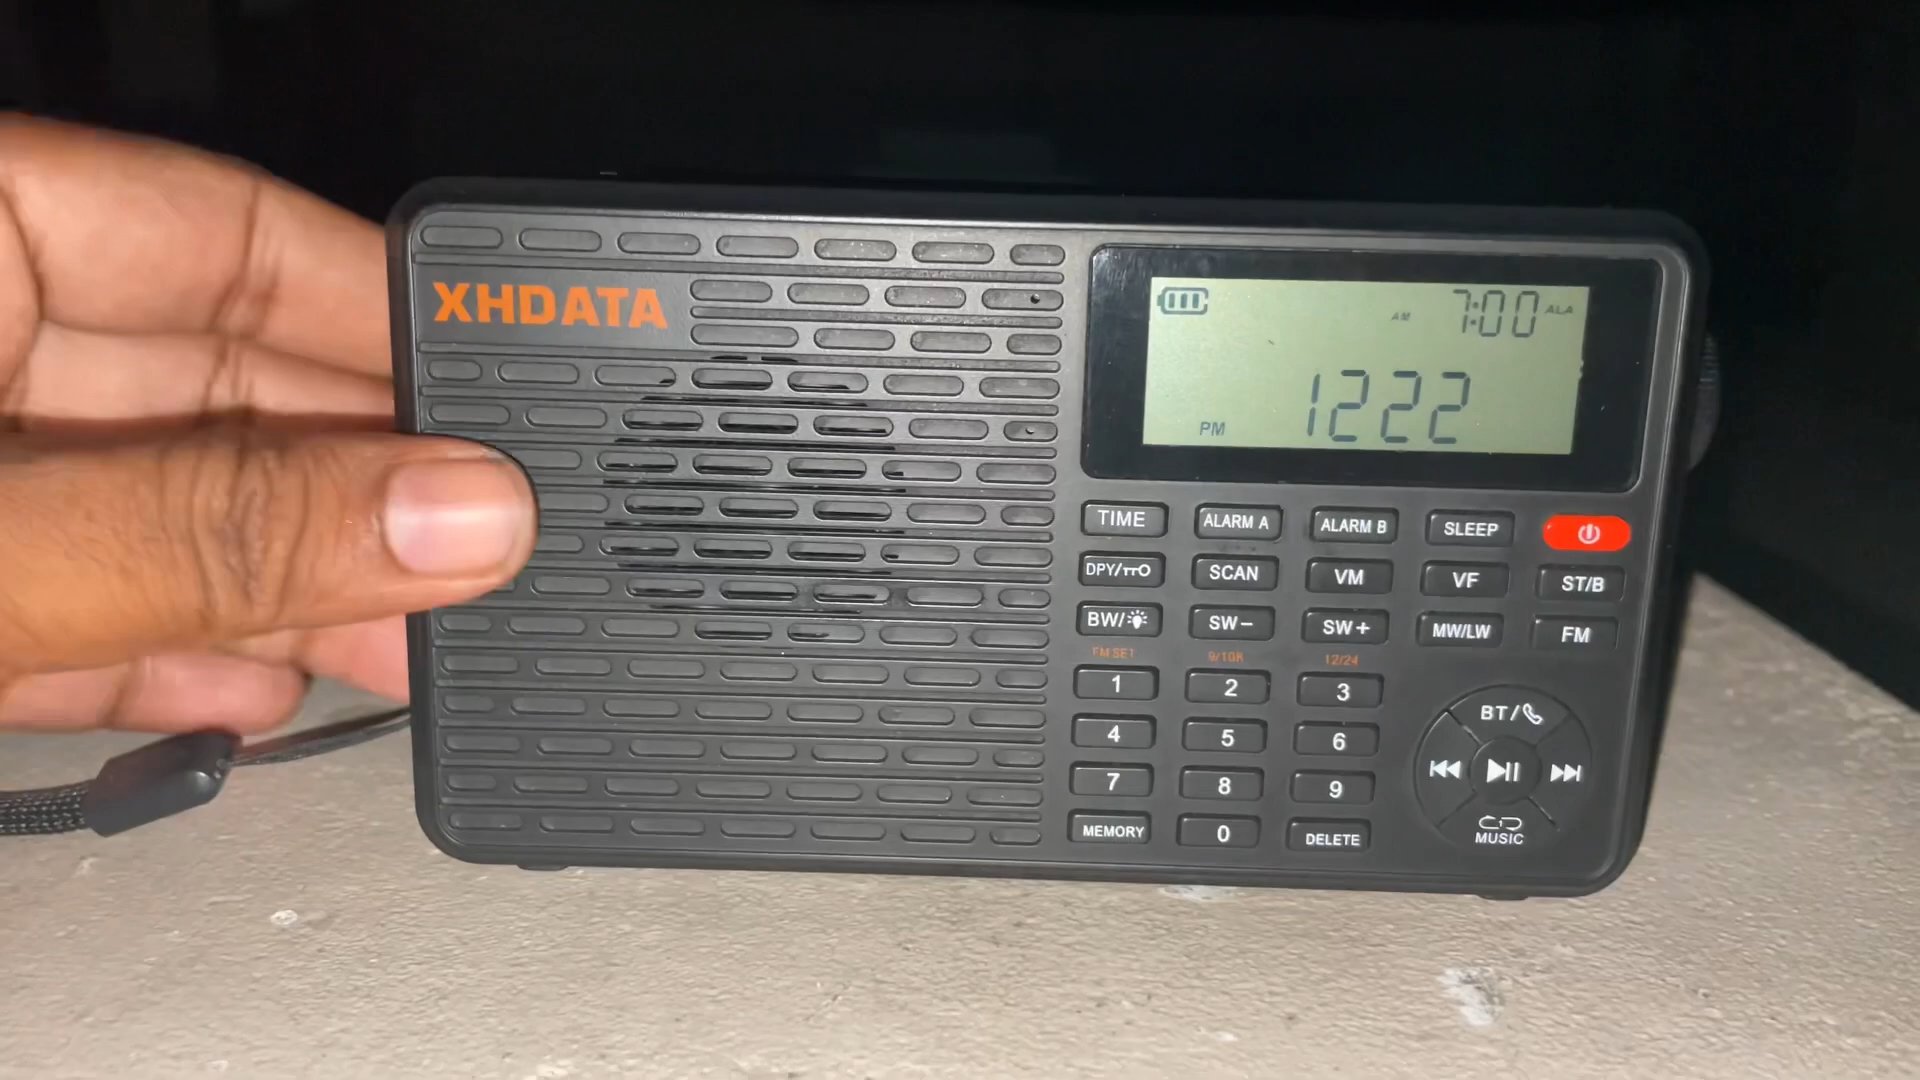 XHDATA
AM 7:00 ALA
PM 1222
TIME ALARM A ALARM B SLEEP
DPY/ SCAN VM VF ST/B
BW/ SW- SW+ MW/LW FM
FM SET 9/10K 12/24
1 2 3
4 5 6
7 8 9
MEMORY 0 DELETE
BT/
MUSIC